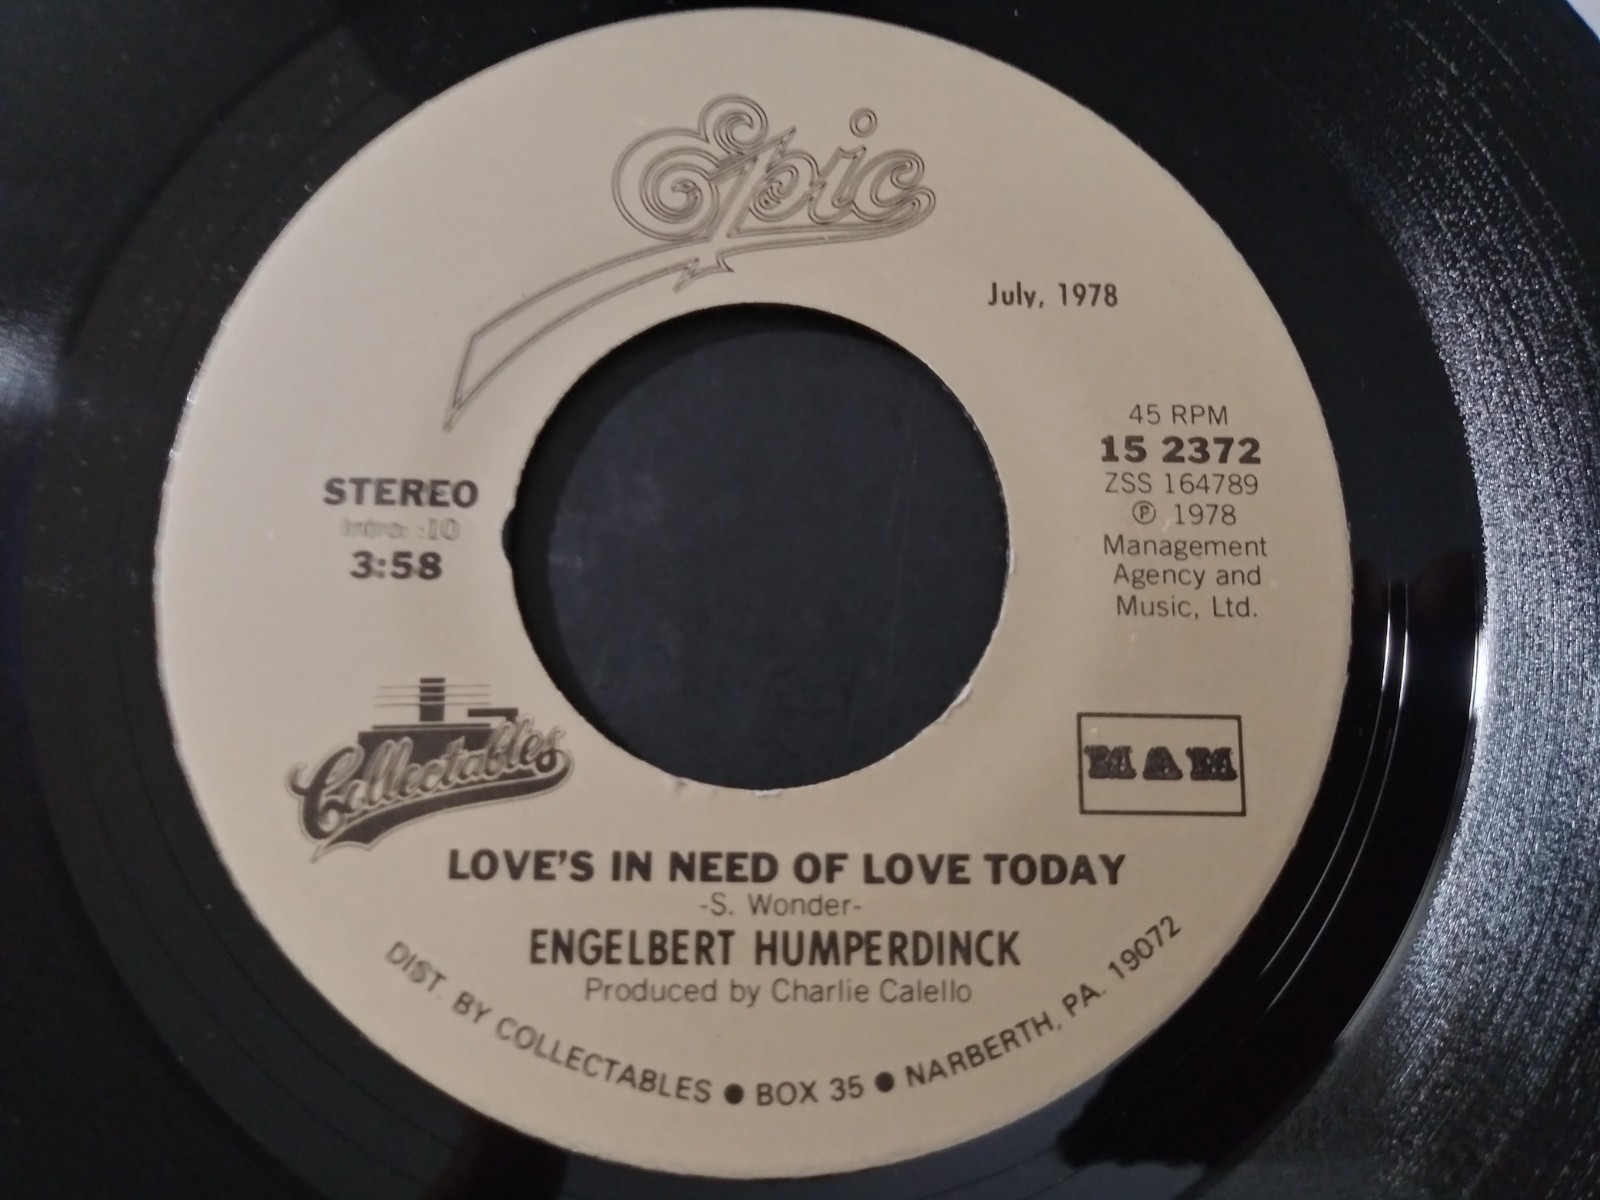 Epic
July, 1978
45 RPM
15 2372
ZSS 164789
Ⓟ 1978
Management
Agency and
Music, Ltd.
STEREO
Intro: :10
3:58
Collectables
MAM
LOVE'S IN NEED OF LOVE TODAY
-S. Wonder-
ENGELBERT HUMPERDINCK
Produced by Charlie Calello
DIST. BY COLLECTABLES ● BOX 35 ● NARBERTH, PA. 19072